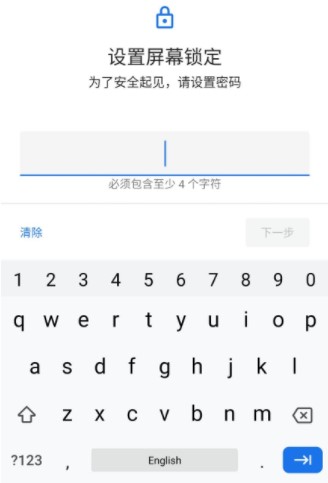 设置屏幕锁定
为了安全起见，请设置密码
必须包含至少 4 个字符
清除
下一步
1 2 3 4 5 6 7 8 9 0
q w e r t y u i o p
a s d f g h j k l
z x c v b n m
?123 , English .